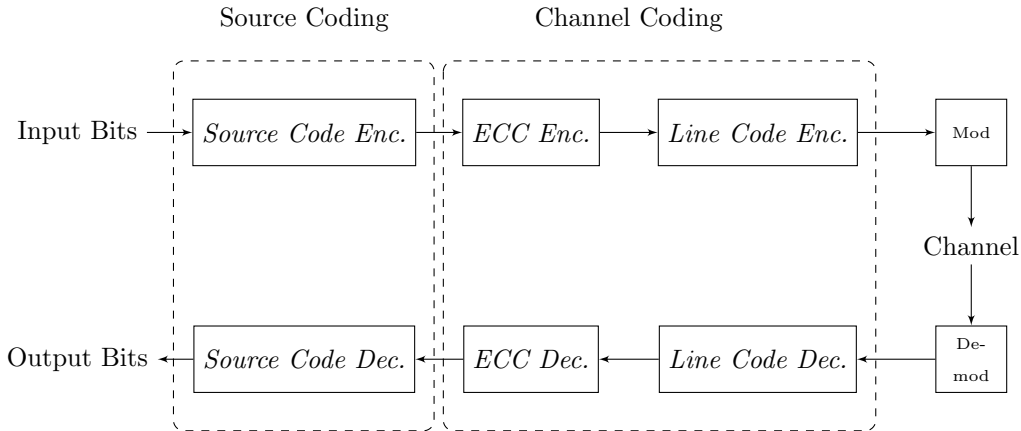 Source Coding
Channel Coding
Input Bits
Source Code Enc.
ECC Enc.
Line Code Enc.
Mod
Channel
Output Bits
Source Code Dec.
ECC Dec.
Line Code Dec.
De-
mod